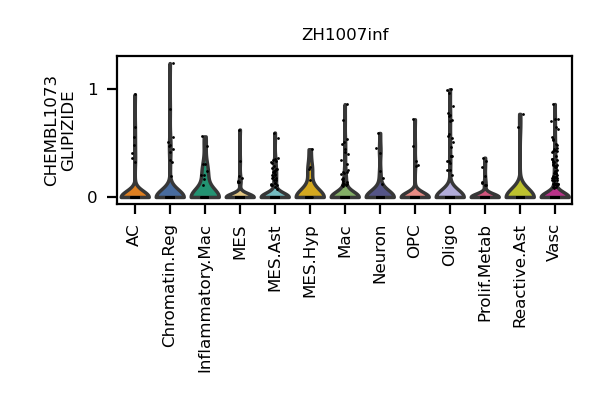 ZH1007inf
CHEMBL1073
GLIPIZIDE
1
0
AC
Chromatin.Reg
Inflammatory.Mac
MES
MES.Ast
MES.Hyp
Mac
Neuron
OPC
Oligo
Prolif.Metab
Reactive.Ast
Vasc